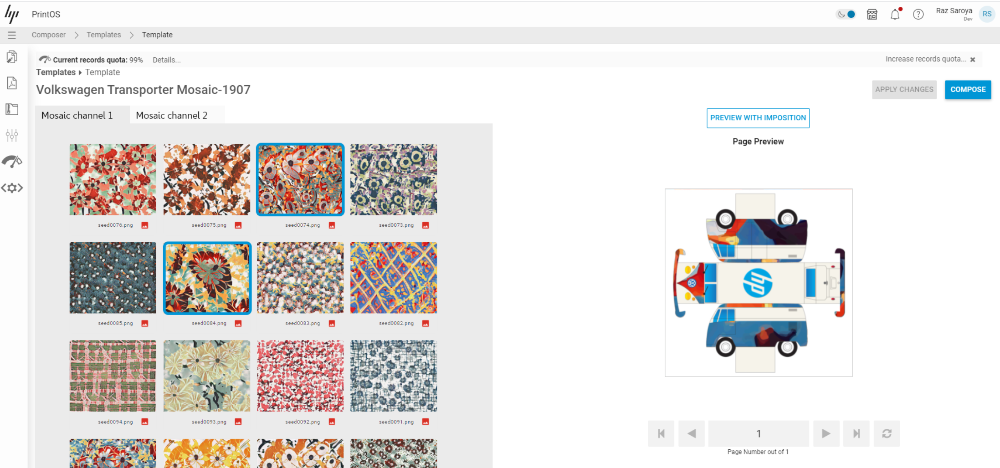 hp PrintOS
Raz Saroya
Dev
RS
Composer Templates Template
Current records quota: 99% Details... Increase records quota...
Templates Template
Volkswagen Transporter Mosaic-1907
APPLY CHANGES COMPOSE
Mosaic channel 1 Mosaic channel 2
PREVIEW WITH IMPOSITION
Page Preview
seed0076.png seed0075.png seed0074.png seed0073.png
seed0085.png seed0084.png seed0083.png seed0082.png
hp
seed0094.png seed0093.png seed0092.png seed0091.png
1
Page Number out of 1